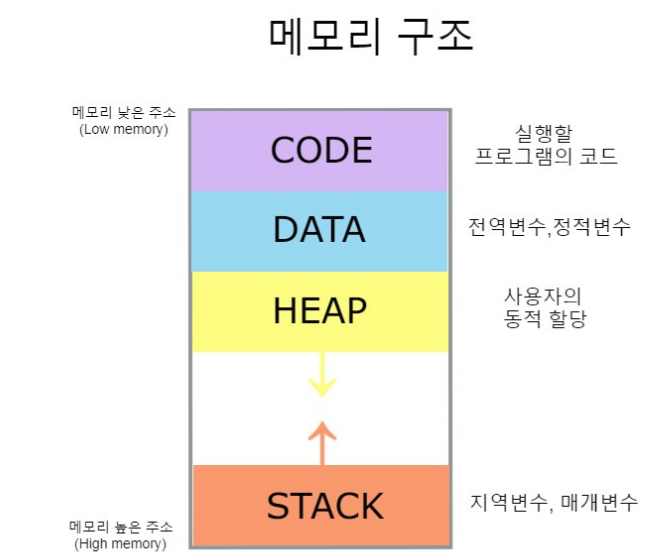 메모리 구조
메모리 낮은 주소
(Low memory)
CODE
실행할
프로그램의 코드
DATA
전역변수,정적변수
HEAP
사용자의
동적 할당
STACK
지역변수, 매개변수
메모리 높은 주소
(High memory)